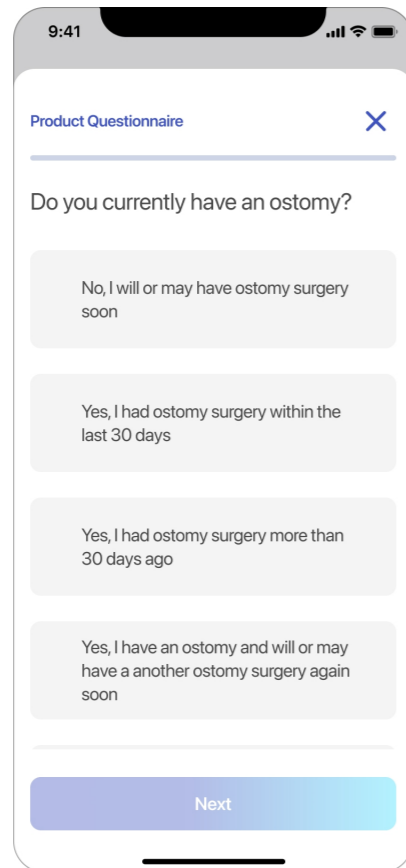 9:41
Product Questionnaire
Do you currently have an ostomy?
No, I will or may have ostomy surgery
soon
Yes, I had ostomy surgery within the
last 30 days
Yes, I had ostomy surgery more than
30 days ago
Yes, I have an ostomy and will or may
have a another ostomy surgery again
soon
Next